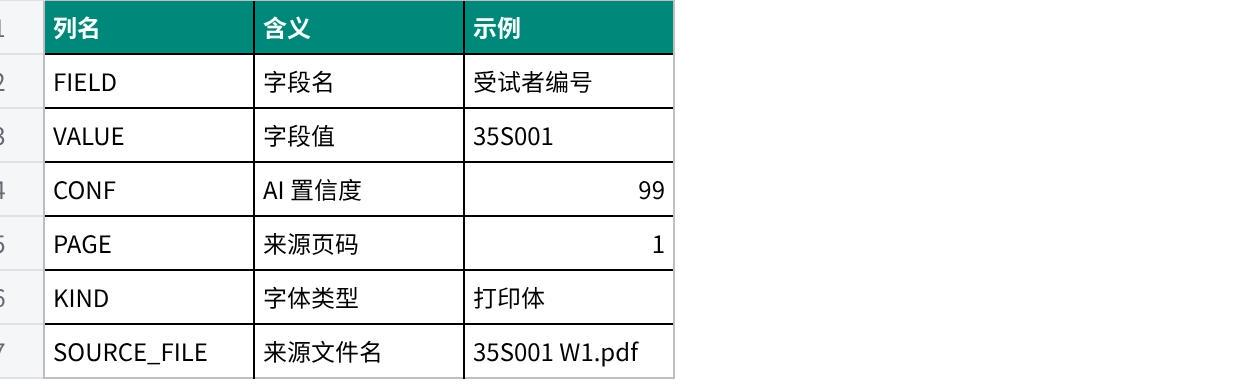 列名 含义 示例
FIELD 字段名 受试者编号
VALUE 字段值 35S001
CONF AI 置信度 99
PAGE 来源页码 1
KIND 字体类型 打印体
SOURCE_FILE 来源文件名 35S001 W1.pdf